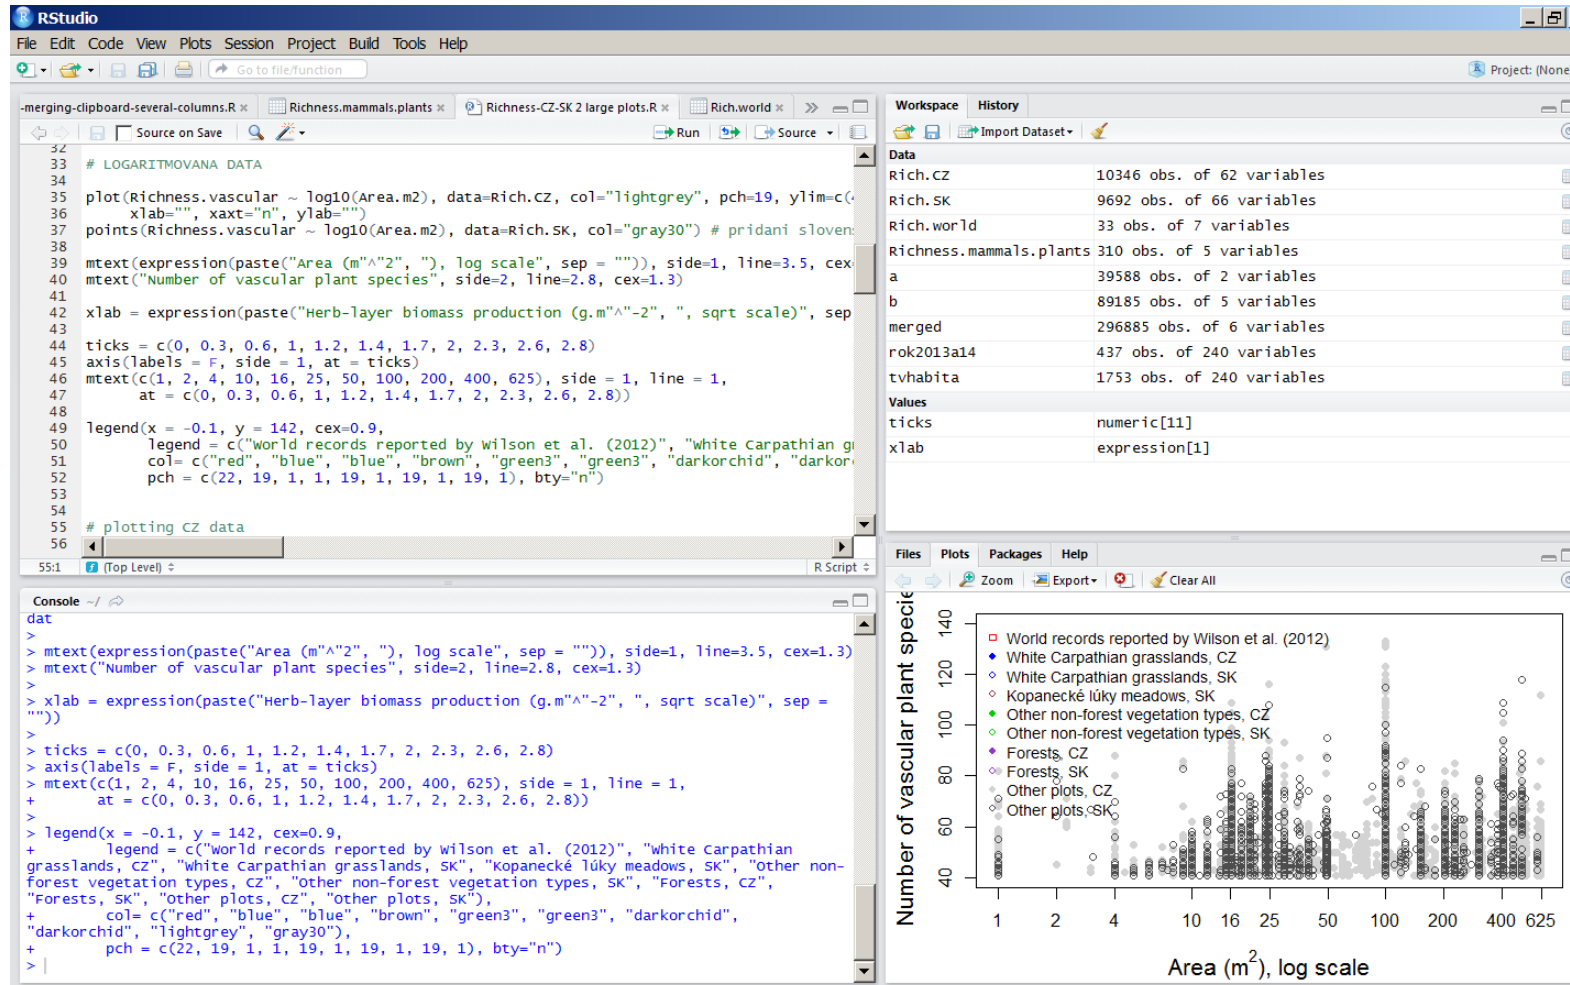 RStudio
File Edit Code View Plots Session Project Build Tools Help
Go to file/function
Project: (None
-merging-clipboard-several-columns.R Richness.mammals.plants Richness-CZ-SK 2 large plots.R Rich.world
Source on Save Run Source
32
33 # LOGARITMOVANA DATA
34
35 plot(Richness.vascular ~ log10(Area.m2), data=Rich.CZ, col="lightgrey", pch=19, ylim=c(4
36 xlab="", xaxt="n", ylab="")
37 points(Richness.vascular ~ log10(Area.m2), data=Rich.SK, col="gray30") # pridani sloven
38
39 mtext(expression(paste("Area (m"^"2", "), log scale", sep = "")), side=1, line=3.5, cex
40 mtext("Number of vascular plant species", side=2, line=2.8, cex=1.3)
41
42 xlab = expression(paste("Herb-layer biomass production (g.m"^"-2", ", sqrt scale)", sep
43
44 ticks = c(0, 0.3, 0.6, 1, 1.2, 1.4, 1.7, 2, 2.3, 2.6, 2.8)
45 axis(labels = F, side = 1, at = ticks)
46 mtext(c(1, 2, 4, 10, 16, 25, 50, 100, 200, 400, 625), side = 1, line = 1,
47 at = c(0, 0.3, 0.6, 1, 1.2, 1.4, 1.7, 2, 2.3, 2.6, 2.8))
48
49 legend(x = -0.1, y = 142, cex=0.9,
50 legend = c("World records reported by Wilson et al. (2012)", "White Carpathian g
51 col= c("red", "blue", "blue", "brown", "green3", "green3", "darkorchid", "darkor
52 pch = c(22, 19, 1, 1, 19, 1, 19, 1, 19, 1), bty="n")
53
54
55 # plotting CZ data
56
55:1 (Top Level) R Script
Console ~/
dat
>
> mtext(expression(paste("Area (m"^"2", "), log scale", sep = "")), side=1, line=3.5, cex=1.3)
> mtext("Number of vascular plant species", side=2, line=2.8, cex=1.3)
>
> xlab = expression(paste("Herb-layer biomass production (g.m"^"-2", ", sqrt scale)", sep =
""))
>
> ticks = c(0, 0.3, 0.6, 1, 1.2, 1.4, 1.7, 2, 2.3, 2.6, 2.8)
> axis(labels = F, side = 1, at = ticks)
> mtext(c(1, 2, 4, 10, 16, 25, 50, 100, 200, 400, 625), side = 1, line = 1,
+ at = c(0, 0.3, 0.6, 1, 1.2, 1.4, 1.7, 2, 2.3, 2.6, 2.8))
>
> legend(x = -0.1, y = 142, cex=0.9,
+ legend = c("World records reported by Wilson et al. (2012)", "White Carpathian
grasslands, CZ", "White Carpathian grasslands, SK", "Kopanecké lúky meadows, SK", "Other non-
forest vegetation types, CZ", "Other non-forest vegetation types, SK", "Forests, CZ",
"Forests, SK", "Other plots, CZ", "Other plots, SK"),
+ col= c("red", "blue", "blue", "brown", "green3", "green3", "darkorchid",
"darkorchid", "lightgrey", "gray30"),
+ pch = c(22, 19, 1, 1, 19, 1, 19, 1, 19, 1), bty="n")
>
Workspace History
Import Dataset
Data
Rich.CZ 10346 obs. of 62 variables
Rich.SK 9692 obs. of 66 variables
Rich.world 33 obs. of 7 variables
Richness.mammals.plants 310 obs. of 5 variables
a 39588 obs. of 2 variables
b 89185 obs. of 5 variables
merged 296885 obs. of 6 variables
rok2013a14 437 obs. of 240 variables
tvhabita 1753 obs. of 240 variables
Values
ticks numeric[11]
xlab expression[1]
Files Plots Packages Help
Zoom Export Clear All
Number of vascular plant specie
140
120
100
80
60
40
World records reported by Wilson et al. (2012)
White Carpathian grasslands, CZ
White Carpathian grasslands, SK
Kopanecké lúky meadows, SK
Other non-forest vegetation types, CZ
Other non-forest vegetation types, SK
Forests, CZ
Forests, SK
Other plots, CZ
Other plots, SK
1 2 4 10 16 25 50 100 200 400 625
Area (m2), log scale